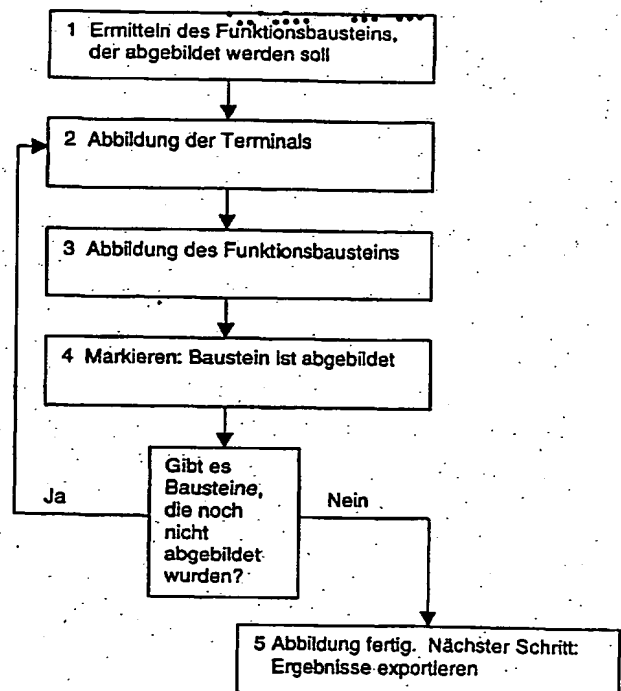 1 Ermitteln des Funktionsbausteins,
der abgebildet werden soll
2 Abbildung der Terminals
3 Abbildung des Funktionsbausteins
4 Markieren: Baustein ist abgebildet
Gibt es
Bausteine,
die noch
nicht
abgebildet
wurden?
Ja
Nein
5 Abbildung fertig. Nächster Schritt:
Ergebnisse exportieren